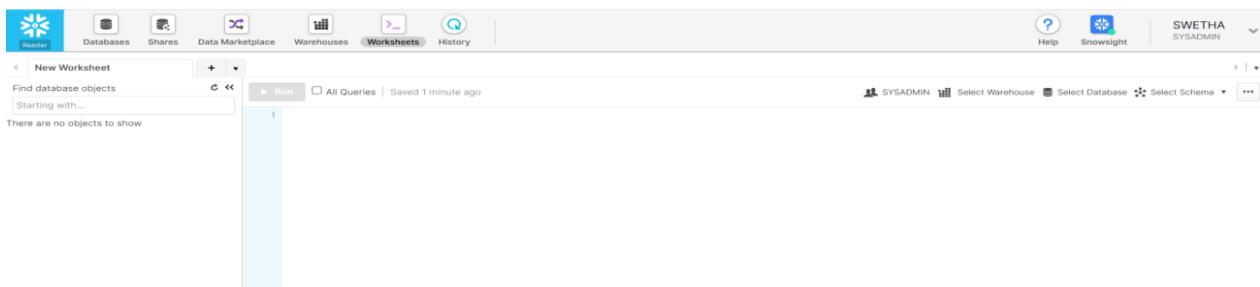 Reader
Databases Shares Data Marketplace Warehouses Worksheets History Help Snowsight SWETHA
SYSADMIN
New Worksheet
Find database objects
Run All Queries | Saved 1 minute ago SYSADMIN Select Warehouse Select Database Select Schema
Starting with...
There are no objects to show
1